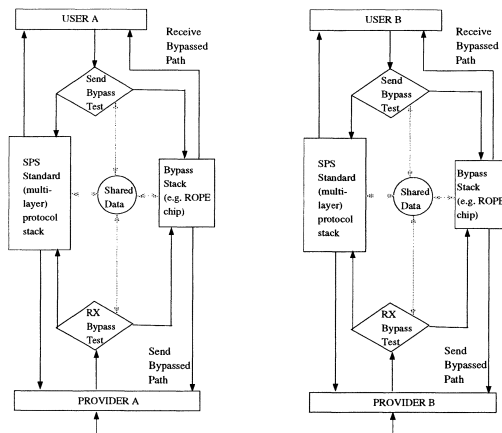 USER A
Receive
Bypassed
Path
Send
Bypass
Test
SPS
Standard
(multi-
layer)
protocol
stack
Shared
Data
Bypass
Stack
(e.g. ROPE
chip)
RX
Bypass
Test
Send
Bypassed
Path
PROVIDER A
USER B
Receive
Bypassed
Path
Send
Bypass
Test
SPS
Standard
(multi-
layer)
protocol
stack
Shared
Data
Bypass
Stack
(e.g. ROPE
chip)
RX
Bypass
Test
Send
Bypassed
Path
PROVIDER B